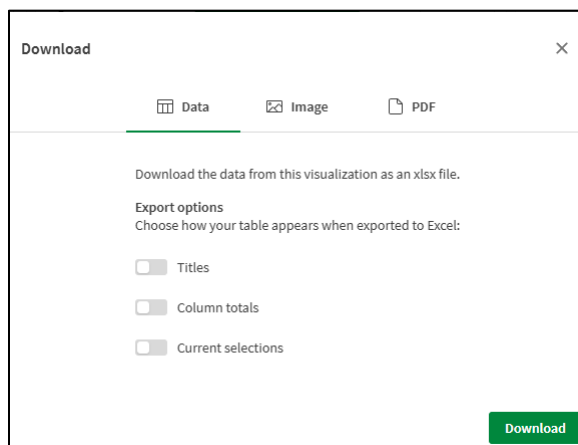 Download
Data
Image
PDF
Download the data from this visualization as an xlsx file.
Export options
Choose how your table appears when exported to Excel:
Titles
Column totals
Current selections
Download